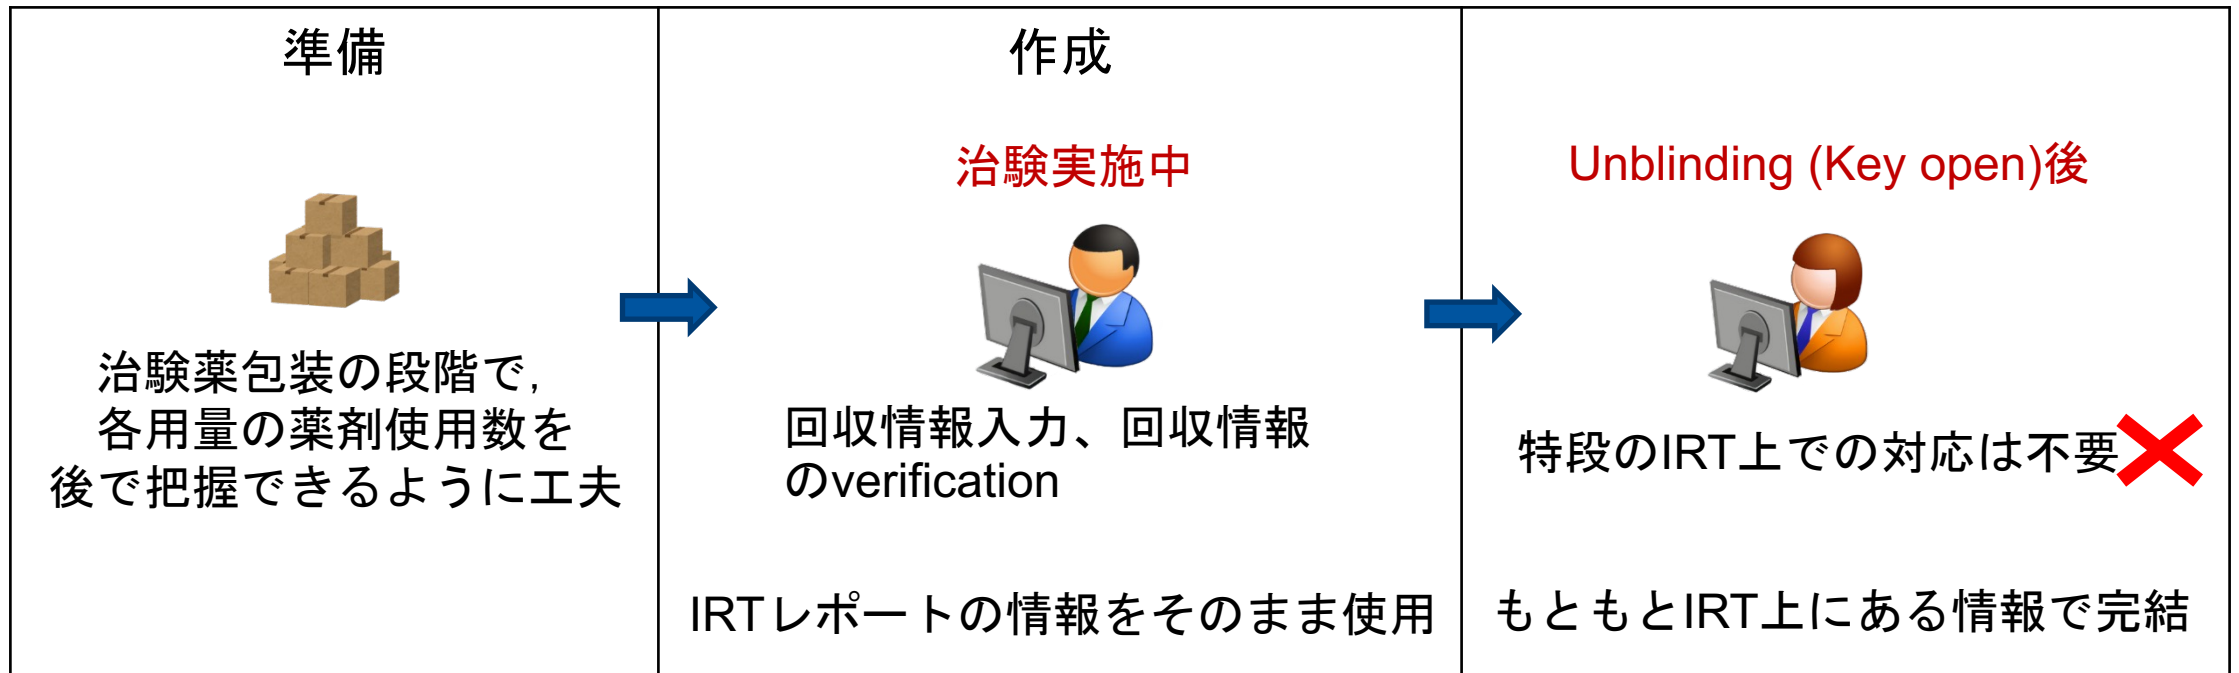 準備
治験薬包装の段階で,
各用量の薬剤使用数を
後で把握できるように工夫
作成
治験実施中
回収情報入力、回収情報
のverification
IRTレポートの情報をそのまま使用
Unblinding (Key open)後
特段のIRT上での対応は不要
もともとIRT上にある情報で完結